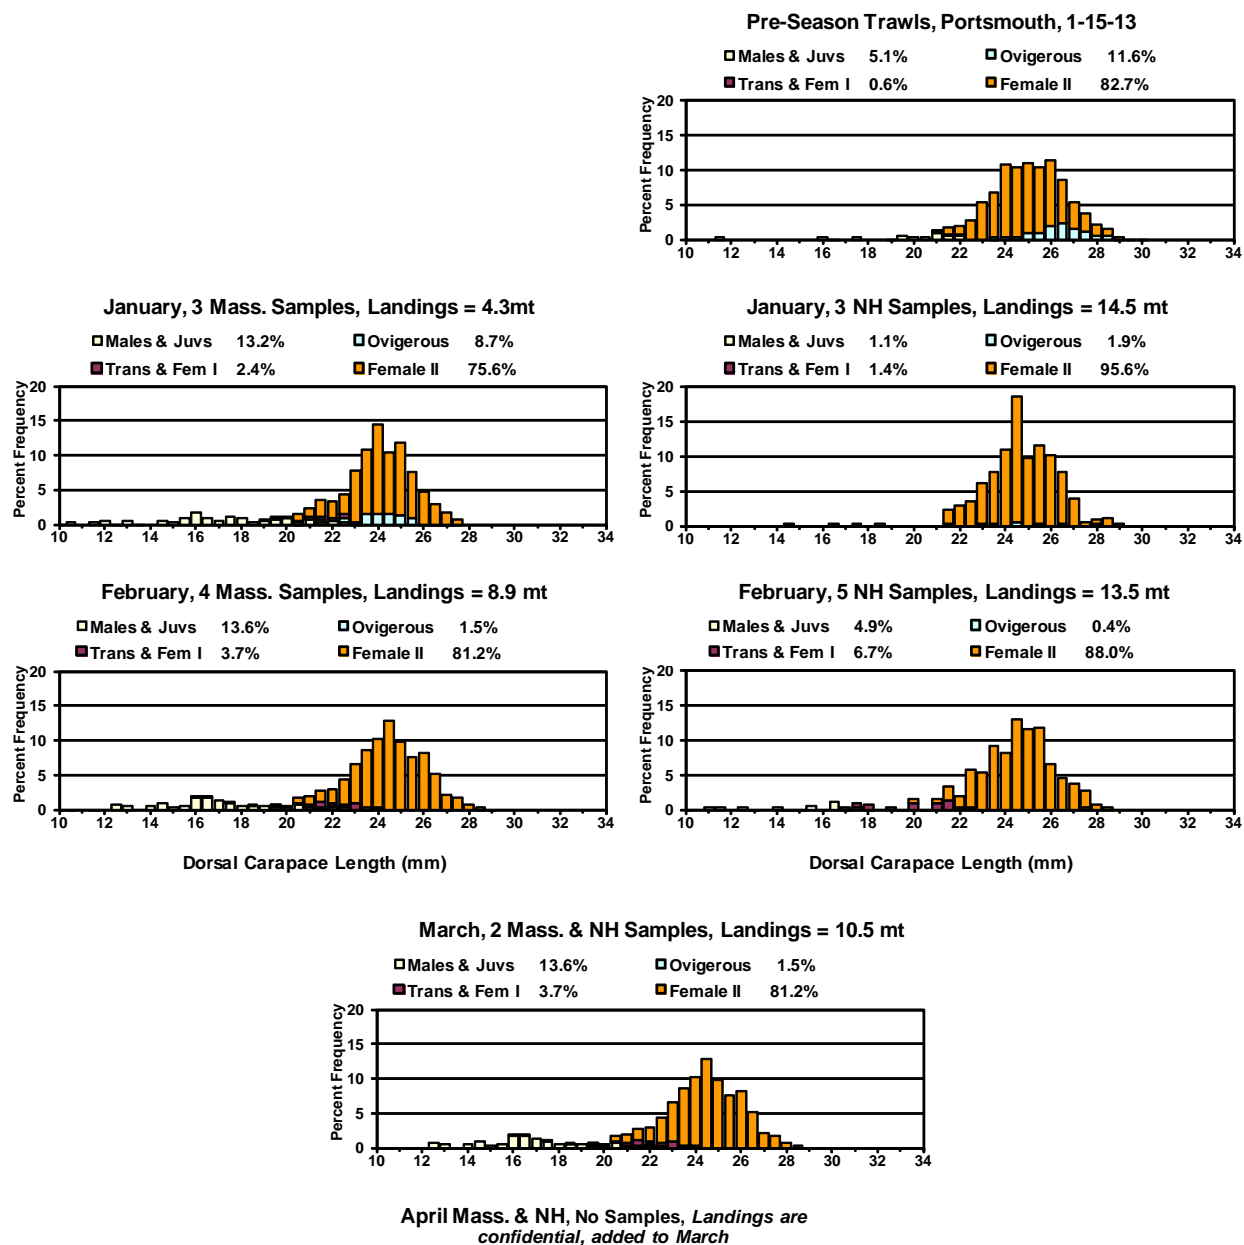 Pre-Season Trawls, Portsmouth, 1-15-13
Males & Juvs 5.1% Ovigerous 11.6%
Trans & Fem I 0.6% Female II 82.7%
Percent Frequency
20
15
10
5
0
10 12 14 16 18 20 22 24 26 28 30 32 34
January, 3 Mass. Samples, Landings = 4.3mt
Males & Juvs 13.2% Ovigerous 8.7%
Trans & Fem I 2.4% Female II 75.6%
Percent Frequency
20
15
10
5
0
10 12 14 16 18 20 22 24 26 28 30 32 34
January, 3 NH Samples, Landings = 14.5 mt
Males & Juvs 1.1% Ovigerous 1.9%
Trans & Fem I 1.4% Female II 95.6%
Percent Frequency
20
15
10
5
0
10 12 14 16 18 20 22 24 26 28 30 32 34
February, 4 Mass. Samples, Landings = 8.9 mt
Males & Juvs 13.6% Ovigerous 1.5%
Trans & Fem I 3.7% Female II 81.2%
Percent Frequency
20
15
10
5
0
10 12 14 16 18 20 22 24 26 28 30 32 34
Dorsal Carapace Length (mm)
February, 5 NH Samples, Landings = 13.5 mt
Males & Juvs 4.9% Ovigerous 0.4%
Trans & Fem I 6.7% Female II 88.0%
Percent Frequency
20
15
10
5
0
10 12 14 16 18 20 22 24 26 28 30 32 34
Dorsal Carapace Length (mm)
March, 2 Mass. & NH Samples, Landings = 10.5 mt
Males & Juvs 13.6% Ovigerous 1.5%
Trans & Fem I 3.7% Female II 81.2%
Percent Frequency
20
15
10
5
0
10 12 14 16 18 20 22 24 26 28 30 32 34
April Mass. & NH, No Samples, Landings are
confidential, added to March